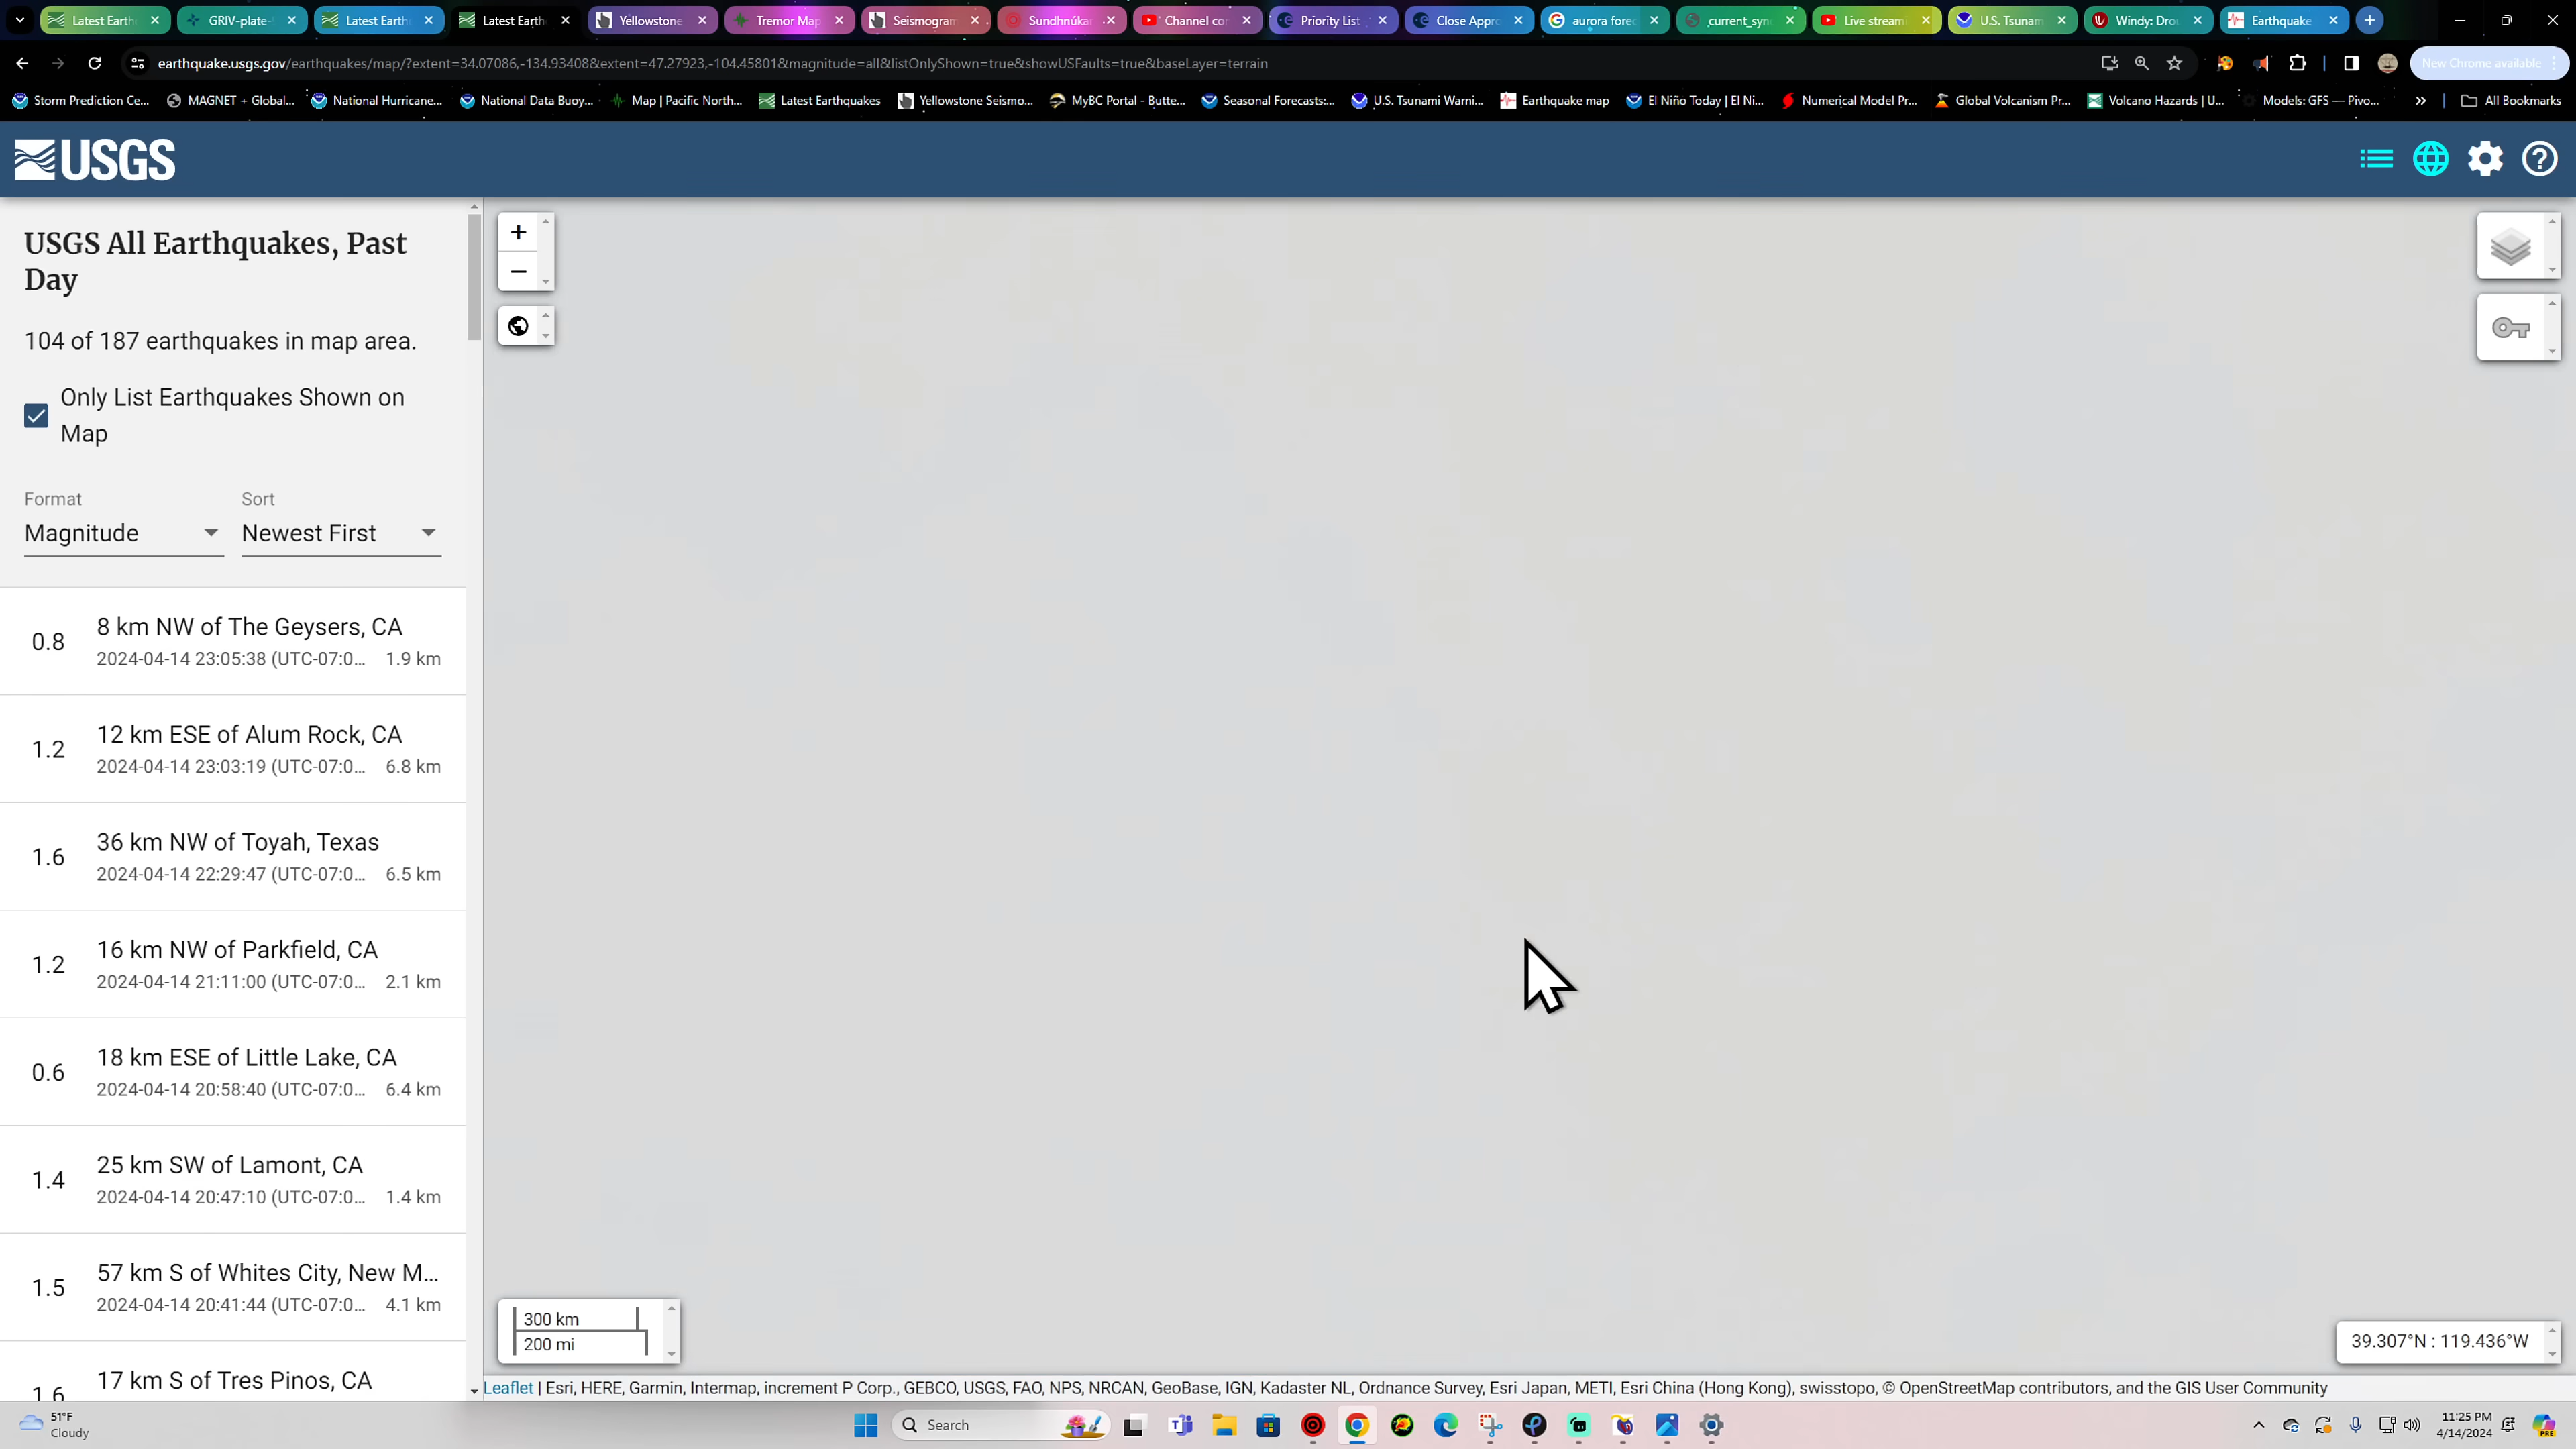 Latest Earth
GRIV-plate-
Latest Earth
Latest Earth
Yellowstone
Tremor Map
Seismogram
Sundhnúkar
Channel con
Priority List
Close Appro
aurora forec
current_syn
Live stream
U.S. Tsunam
Windy: Drou
Earthquake
earthquake.usgs.gov/earthquakes/map/?extent=34.07086,-134.93408&extent=47.27923,-104.45801&magnitude=all&listOnlyShown=true&showUSFaults=true&baseLayer=terrain
New Chrome available
Storm Prediction Ce...
MAGNET + Global...
National Hurricane...
National Data Buoy...
Map | Pacific North...
Latest Earthquakes
Yellowstone Seismo...
MyBC Portal - Butte...
Seasonal Forecasts:...
U.S. Tsunami Warni...
Earthquake map
El Niño Today | El Ni...
Numerical Model Pr...
Global Volcanism Pr...
Volcano Hazards | U...
Models: GFS — Pivo...
All Bookmarks
USGS
USGS All Earthquakes, Past
Day
104 of 187 earthquakes in map area.
Only List Earthquakes Shown on
Map
Format
Sort
Magnitude
Newest First
0.8
8 km NW of The Geysers, CA
2024-04-14 23:05:38 (UTC-07:0... 1.9 km
1.2
12 km ESE of Alum Rock, CA
2024-04-14 23:03:19 (UTC-07:0... 6.8 km
1.6
36 km NW of Toyah, Texas
2024-04-14 22:29:47 (UTC-07:0... 6.5 km
1.2
16 km NW of Parkfield, CA
2024-04-14 21:11:00 (UTC-07:0... 2.1 km
0.6
18 km ESE of Little Lake, CA
2024-04-14 20:58:40 (UTC-07:0... 6.4 km
1.4
25 km SW of Lamont, CA
2024-04-14 20:47:10 (UTC-07:0... 1.4 km
1.5
57 km S of Whites City, New M...
2024-04-14 20:41:44 (UTC-07:0... 4.1 km
1.6
17 km S of Tres Pinos, CA
+
−
300 km
200 mi
39.307°N : 119.436°W
Leaflet | Esri, HERE, Garmin, Intermap, increment P Corp., GEBCO, USGS, FAO, NPS, NRCAN, GeoBase, IGN, Kadaster NL, Ordnance Survey, Esri Japan, METI, Esri China (Hong Kong), swisstopo, © OpenStreetMap contributors, and the GIS User Community
51°F
Cloudy
Search
11:25 PM
4/14/2024
PRE